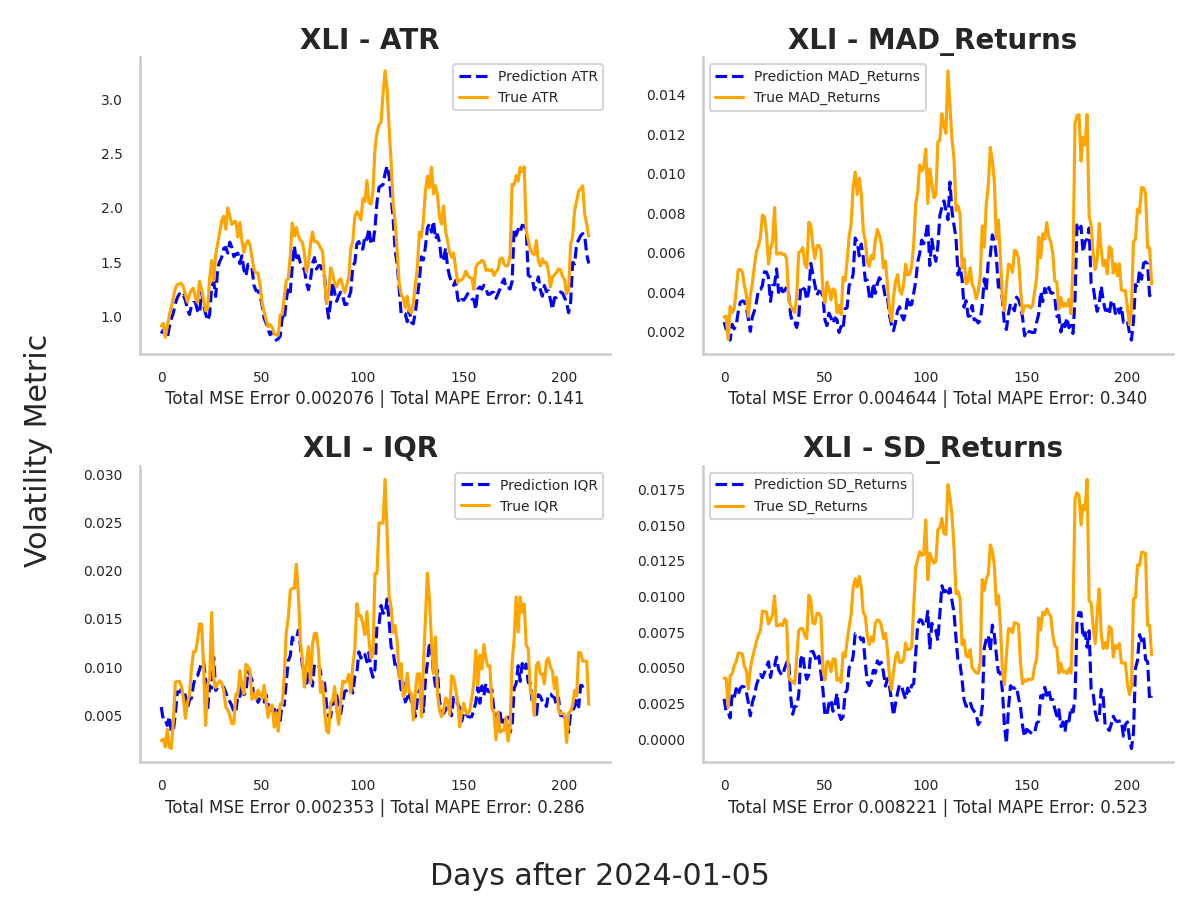 XLI - ATR
Prediction ATR
True ATR
3.0
2.5
2.0
1.5
1.0
0 50 100 150 200
Total MSE Error 0.002076 | Total MAPE Error: 0.141
XLI - MAD_Returns
Prediction MAD_Returns
True MAD_Returns
0.014
0.012
0.010
0.008
0.006
0.004
0.002
0 50 100 150 200
Total MSE Error 0.004644 | Total MAPE Error: 0.340
Volatility Metric
XLI - IQR
Prediction IQR
True IQR
0.030
0.025
0.020
0.015
0.010
0.005
0 50 100 150 200
Total MSE Error 0.002353 | Total MAPE Error: 0.286
XLI - SD_Returns
Prediction SD_Returns
True SD_Returns
0.0175
0.0150
0.0125
0.0100
0.0075
0.0050
0.0025
0.0000
0 50 100 150 200
Total MSE Error 0.008221 | Total MAPE Error: 0.523
Days after 2024-01-05